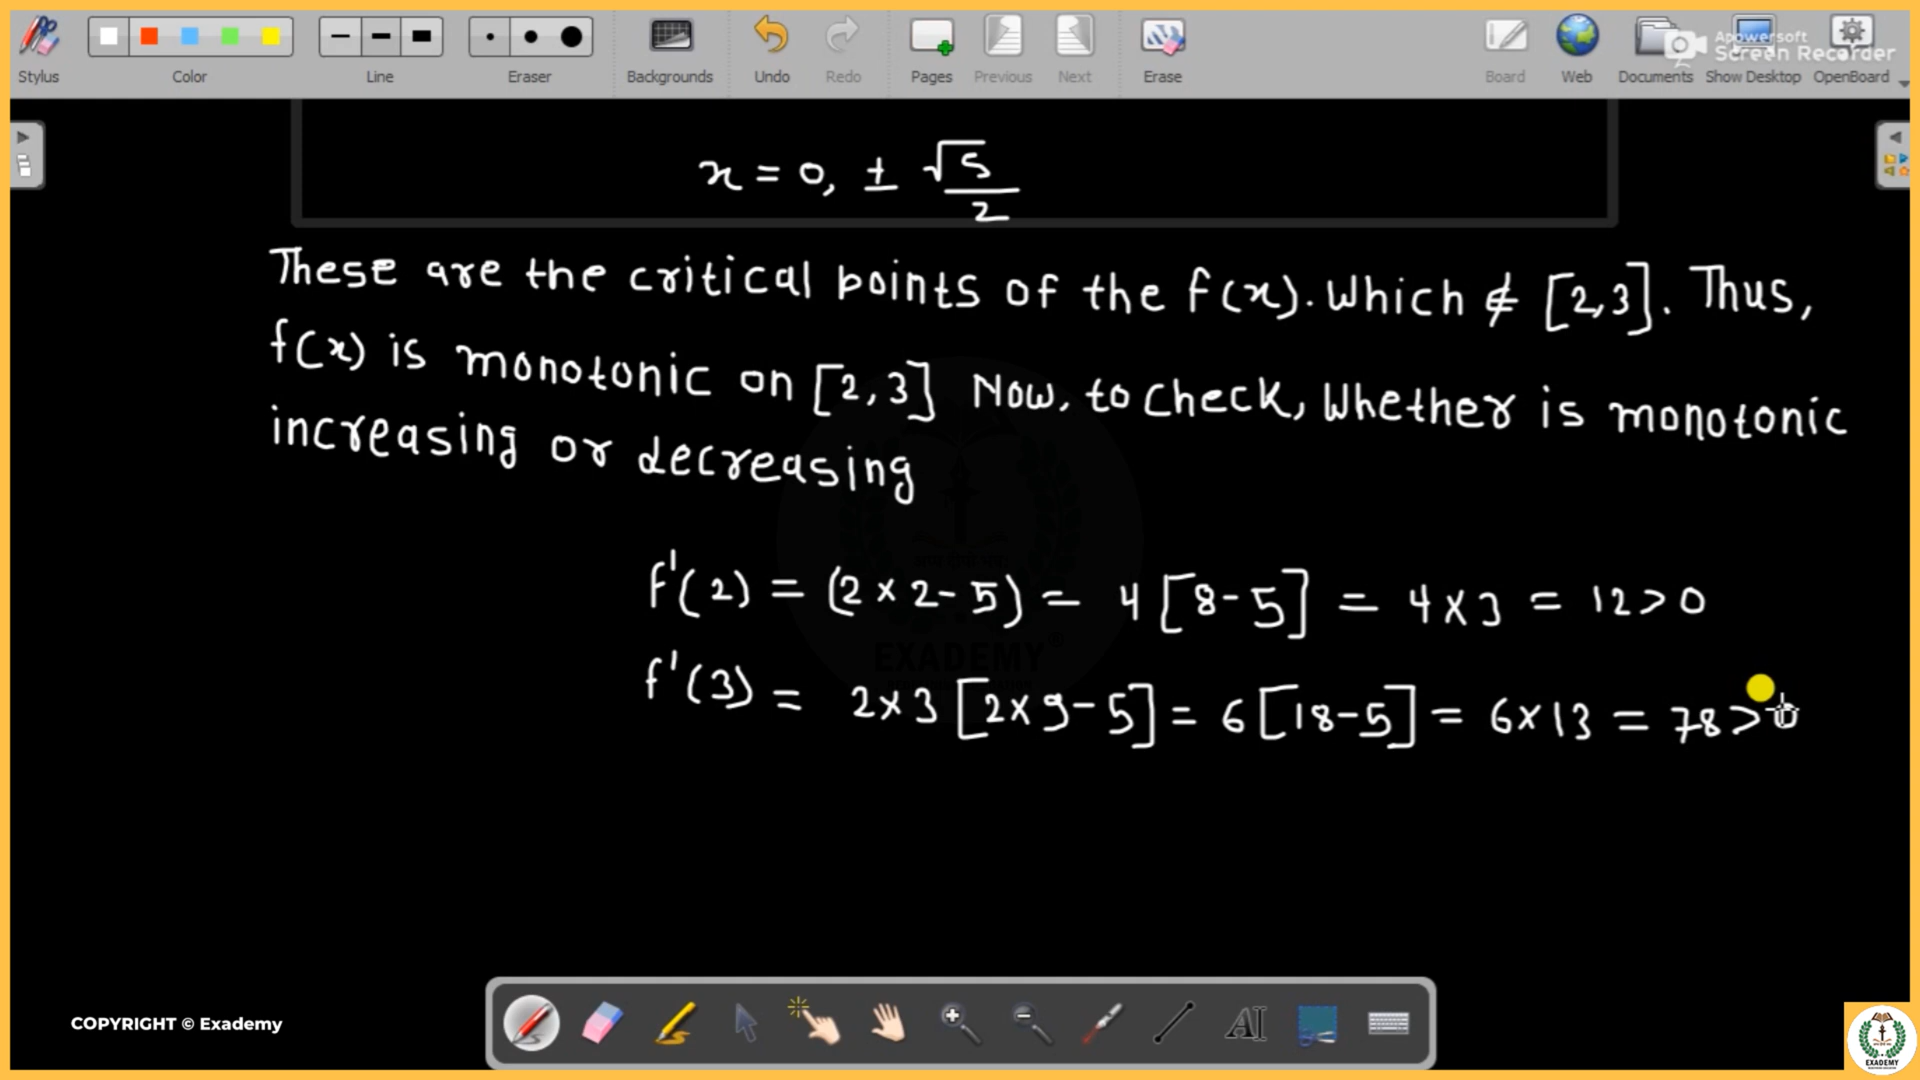 Stylus Color Line Eraser Backgrounds Undo Redo Pages Previous Next Erase Board Web Documents Show Desktop OpenBoard
Apowersoft
Screen Recorder
x = 0, ± √5/2
These are the critical points of the f(x). Which ∉ [2,3]. Thus,
f(x) is monotonic on [2,3] Now, to check, Whether is monotonic
increasing or decreasing
f'(2) = (2 × 2 - 5) = 4 [8-5] = 4 × 3 = 12 > 0
f'(3) = 2×3 [2×9-5] = 6 [18-5] = 6×13 = 78 > 0
EXADEMY
COPYRIGHT © Exademy
EXADEMY